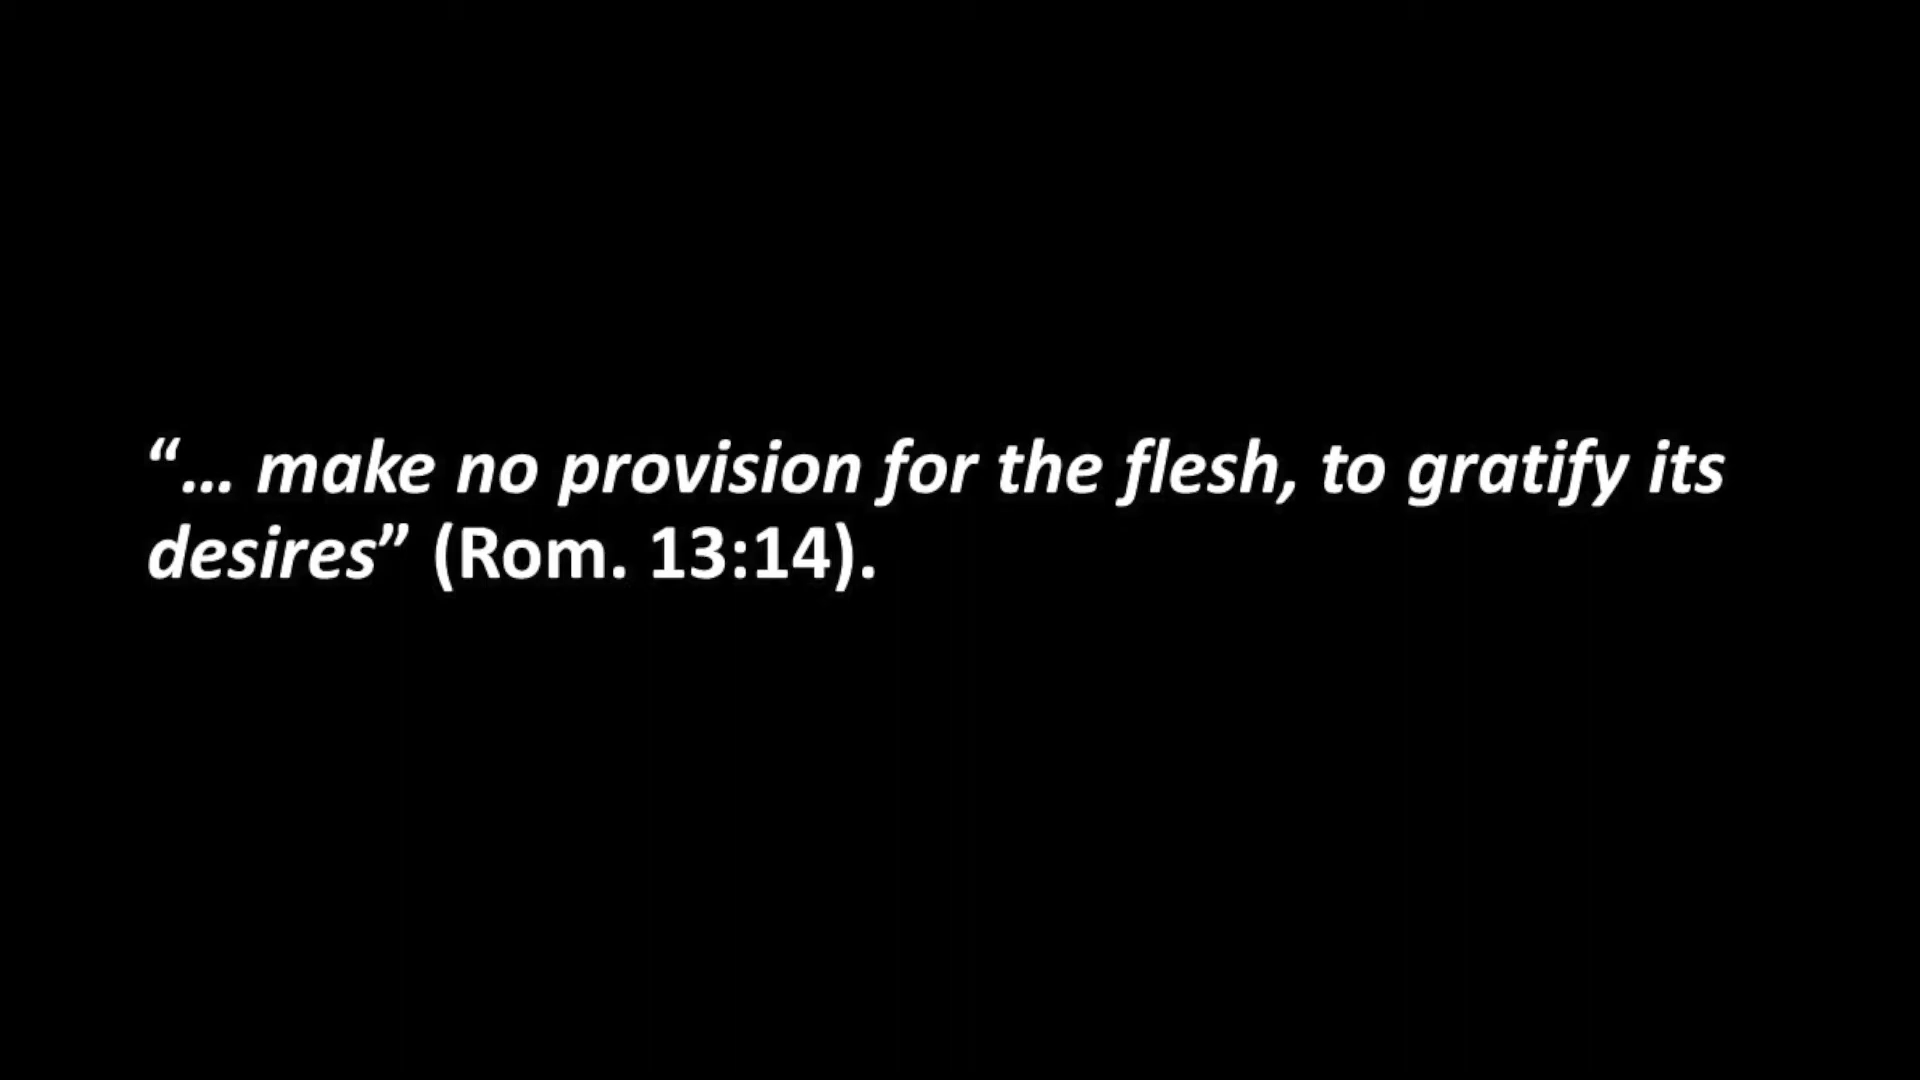 “… make no provision for the flesh, to gratify its
desires” (Rom. 13:14).